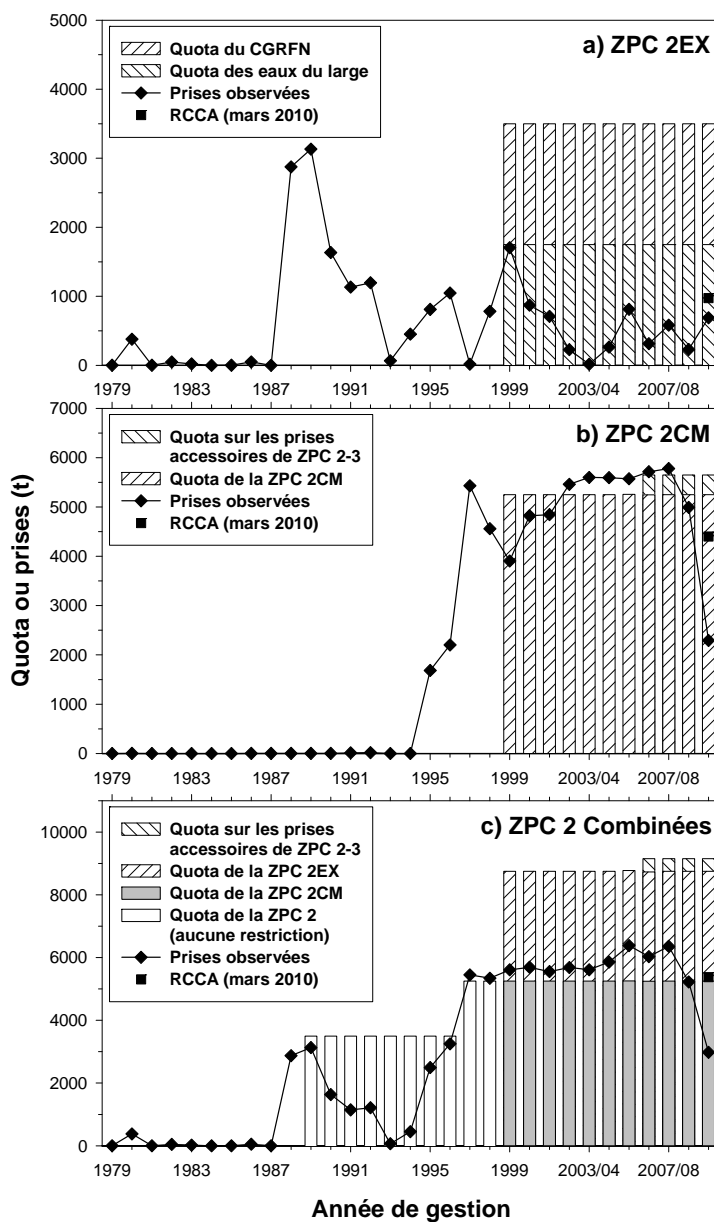 a) ZPC 2EX
Quota du CGRFN
Quota des eaux du large
Prises observées
RCCA (mars 2010)
5000
4000
3000
2000
1000
0
1979 1983 1987 1991 1995 1999 2003/04 2007/08
b) ZPC 2CM
Quota sur les prises
accessoires de ZPC 2-3
Quota de la ZPC 2CM
Prises observées
RCCA (mars 2010)
7000
6000
5000
4000
3000
2000
1000
0
Quota ou prises (t)
1979 1983 1987 1991 1995 1999 2003/04 2007/08
c) ZPC 2 Combinées
Quota sur les prises
accessoires de ZPC 2-3
Quota de la ZPC 2EX
Quota de la ZPC 2CM
Quota de la ZPC 2
(aucune restriction)
Prises observées
RCCA (mars 2010)
10000
8000
6000
4000
2000
0
1979 1983 1987 1991 1995 1999 2003/04 2007/08
Année de gestion